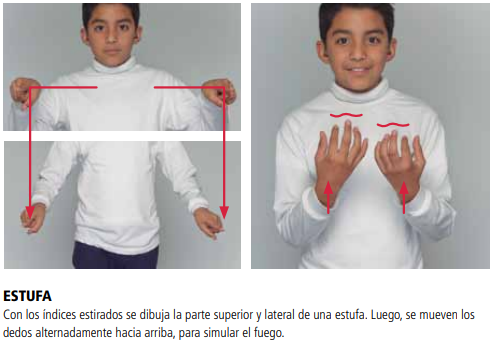 ESTUFA
Con los índices estirados se dibuja la parte superior y lateral de una estufa. Luego, se mueven los
dedos alternadamente hacia arriba, para simular el fuego.